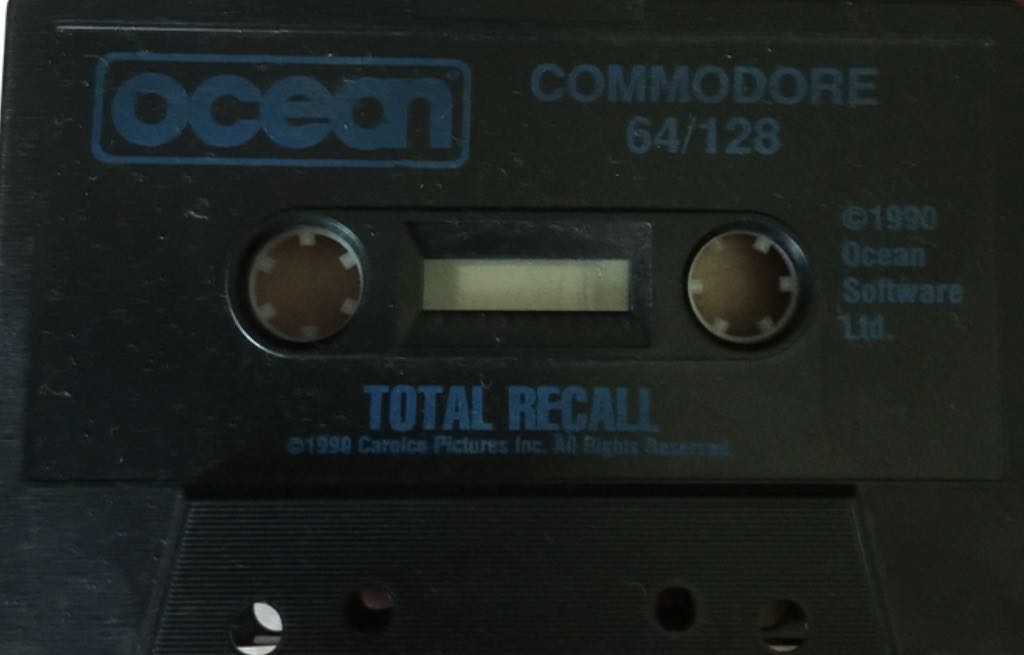 ocean
COMMODORE
64/128
©1990
Ocean
Software
Ltd.
TOTAL RECALL
©1990 Carolco Pictures Inc. All Rights Reserved.